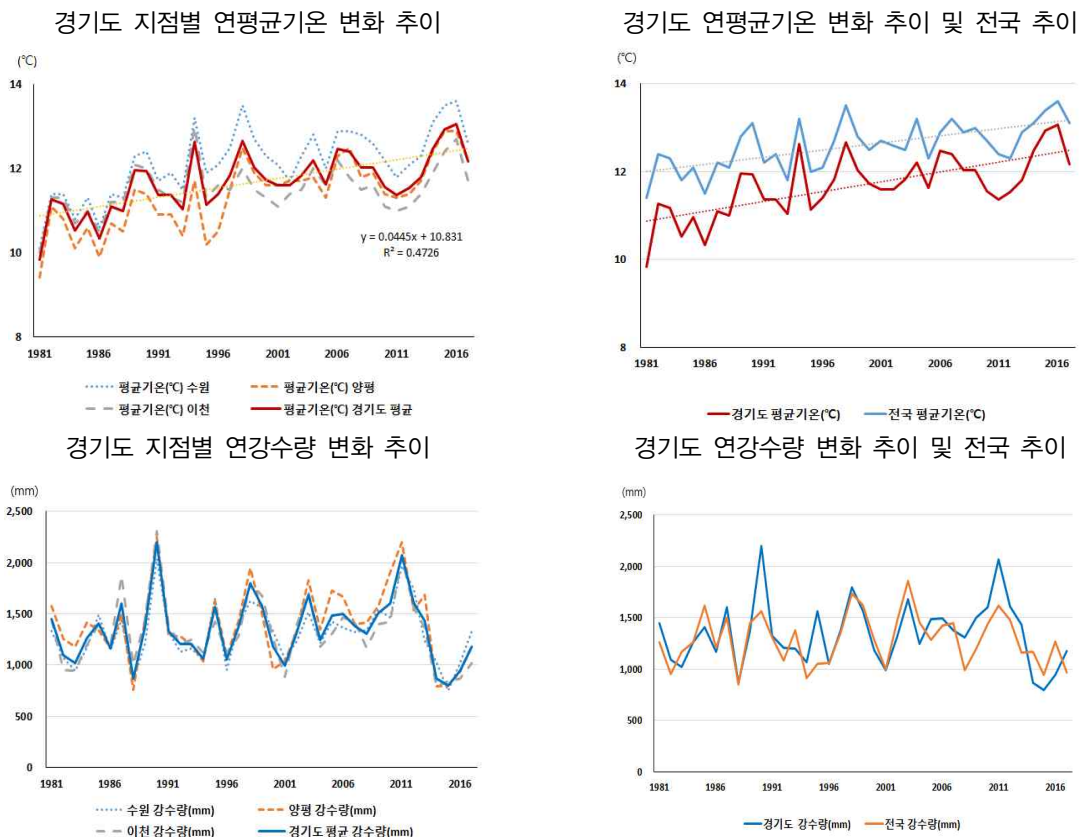 경기도 지점별 연평균기온 변화 추이
(℃)
14
12
10
8
y = 0.0445x + 10.831
R² = 0.4726
1981 1986 1991 1996 2001 2006 2011 2016
평균기온(℃) 수원 평균기온(℃) 양평
평균기온(℃) 이천 평균기온(℃) 경기도 평균
경기도 연평균기온 변화 추이 및 전국 추이
(℃)
14
12
10
8
1981 1986 1991 1996 2001 2006 2011 2016
경기도 평균기온(℃) 전국 평균기온(℃)
경기도 지점별 연강수량 변화 추이
(mm)
2,500
2,000
1,500
1,000
500
0
1981 1986 1991 1996 2001 2006 2011 2016
수원 강수량(mm) 양평 강수량(mm)
이천 강수량(mm) 경기도 평균 강수량(mm)
경기도 연강수량 변화 추이 및 전국 추이
(mm)
2,500
2,000
1,500
1,000
500
0
1981 1986 1991 1996 2001 2006 2011 2016
경기도 강수량(mm) 전국 강수량(mm)